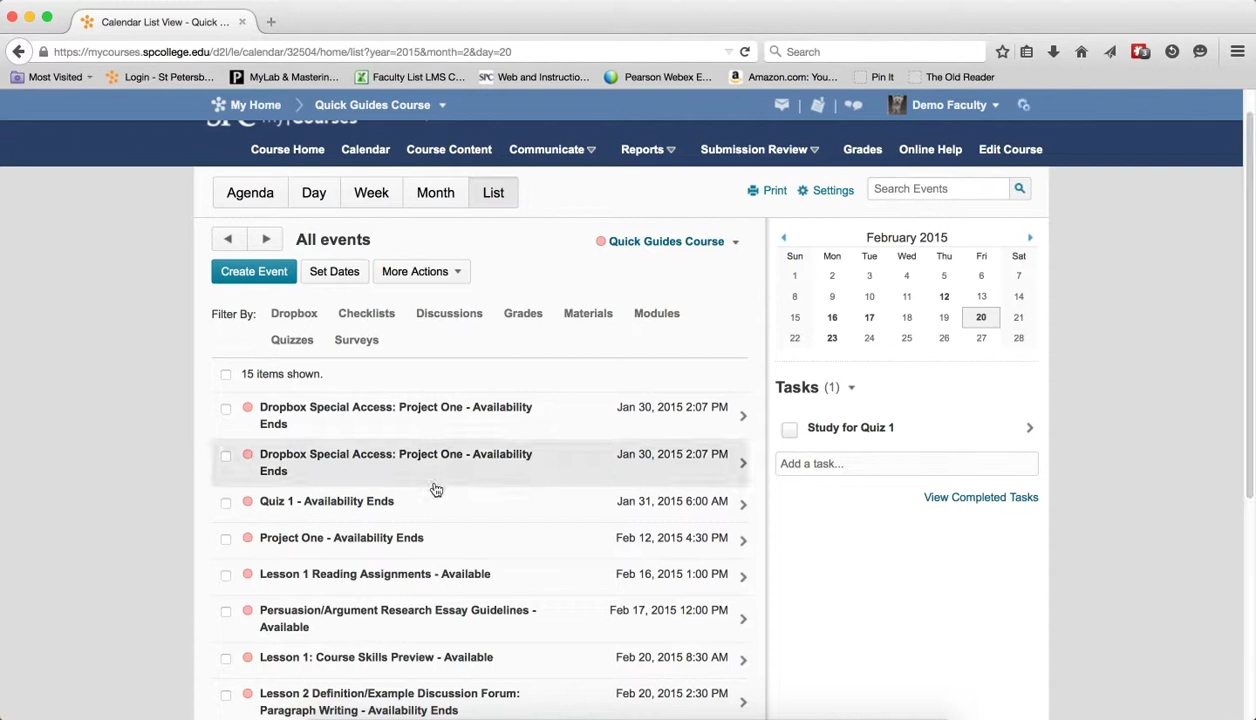 Calendar List View - Quick ...
https://mycourses.spcollege.edu/d2l/le/calendar/32504/home/list?year=2015&month=2&day=20
Search
Most Visited
Login - St Petersb...
MyLab & Mastering...
Faculty List LMS C...
SPC Web and Instructio...
Pearson Webex E...
Amazon.com: You...
Pin It
The Old Reader
My Home
Quick Guides Course
Demo Faculty
Course Home Calendar Course Content Communicate Reports Submission Review Grades Online Help Edit Course
Agenda Day Week Month List
Print Settings Search Events
All events
Quick Guides Course
Create Event Set Dates More Actions
Filter By: Dropbox Checklists Discussions Grades Materials Modules
Quizzes Surveys
15 items shown.
Dropbox Special Access: Project One - Availability Ends
Jan 30, 2015 2:07 PM
Dropbox Special Access: Project One - Availability Ends
Jan 30, 2015 2:07 PM
Quiz 1 - Availability Ends Jan 31, 2015 6:00 AM
Project One - Availability Ends Feb 12, 2015 4:30 PM
Lesson 1 Reading Assignments - Available Feb 16, 2015 1:00 PM
Persuasion/Argument Research Essay Guidelines - Available
Feb 17, 2015 12:00 PM
Lesson 1: Course Skills Preview - Available Feb 20, 2015 8:30 AM
Lesson 2 Definition/Example Discussion Forum: Paragraph Writing - Availability Ends
Feb 20, 2015 2:30 PM
February 2015
Sun Mon Tue Wed Thu Fri Sat
1 2 3 4 5 6 7
8 9 10 11 12 13 14
15 16 17 18 19 20 21
22 23 24 25 26 27 28
Tasks (1)
Study for Quiz 1
Add a task...
View Completed Tasks